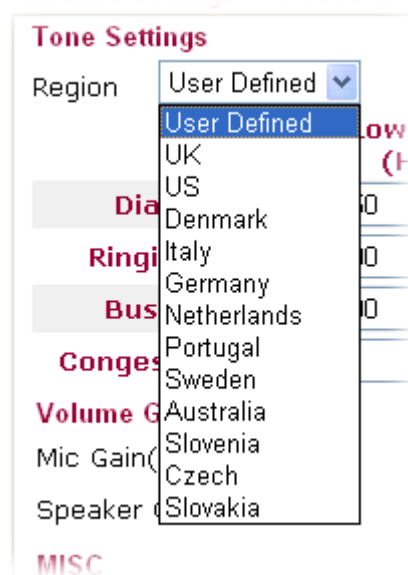 Tone Settings
Region User Defined
User Defined
UK
US
Denmark
Italy
Germany
Netherlands
Portugal
Sweden
Australia
Slovenia
Czech
Slovakia
Volume
Mic Gain(
Speaker
MISC